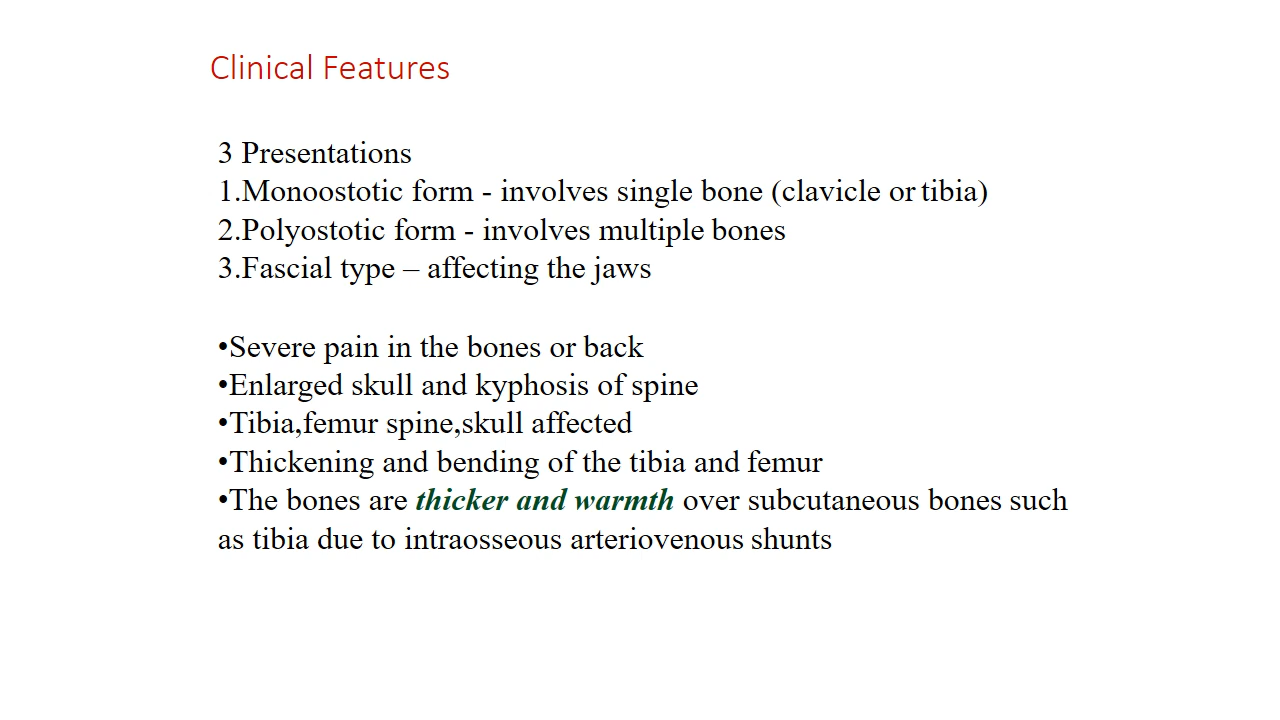 Clinical Features
3 Presentations
1.Monoostotic form - involves single bone (clavicle or tibia)
2.Polyostotic form - involves multiple bones
3.Fascial type – affecting the jaws
•Severe pain in the bones or back
•Enlarged skull and kyphosis of spine
•Tibia,femur spine,skull affected
•Thickening and bending of the tibia and femur
•The bones are thicker and warmth over subcutaneous bones such
as tibia due to intraosseous arteriovenous shunts